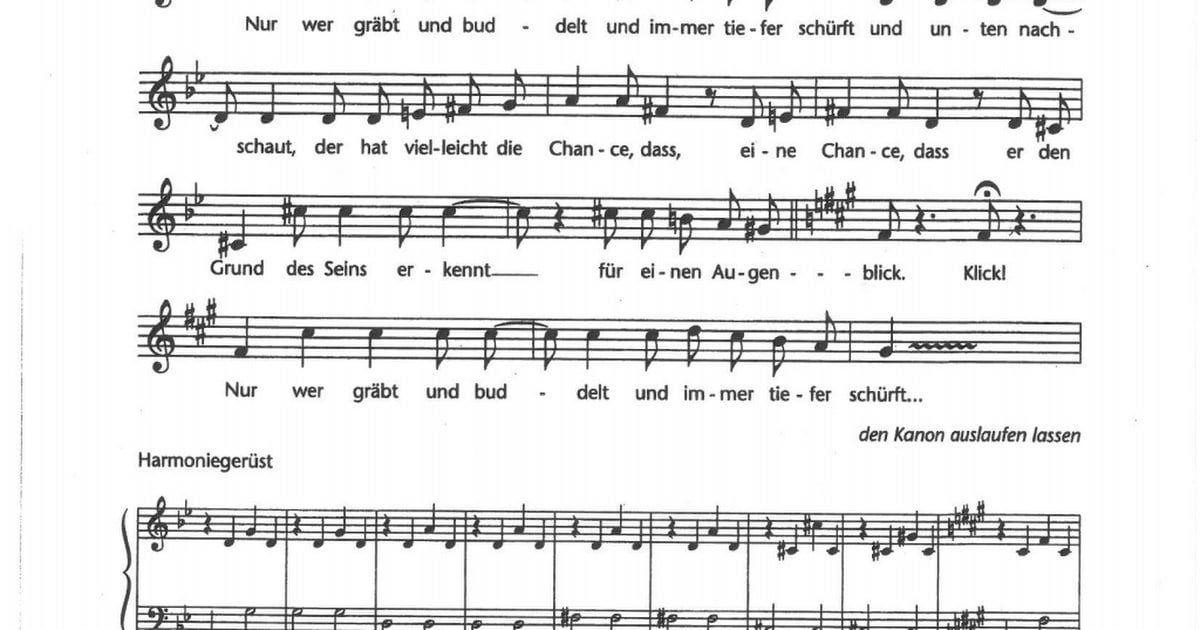 Nur wer gräbt und bud - delt und im-mer tie-fer schürft und un - ten nach-
schaut, der hat viel-leicht die Chan-ce, dass, ei - ne Chan-ce, dass er den
Grund des Seins er - kennt____ für ei-nen Au-gen - - - blick. Klick!
Nur wer gräbt und bud - delt und im-mer tie-fer schürft...
den Kanon auslaufen lassen
Harmoniegerüst